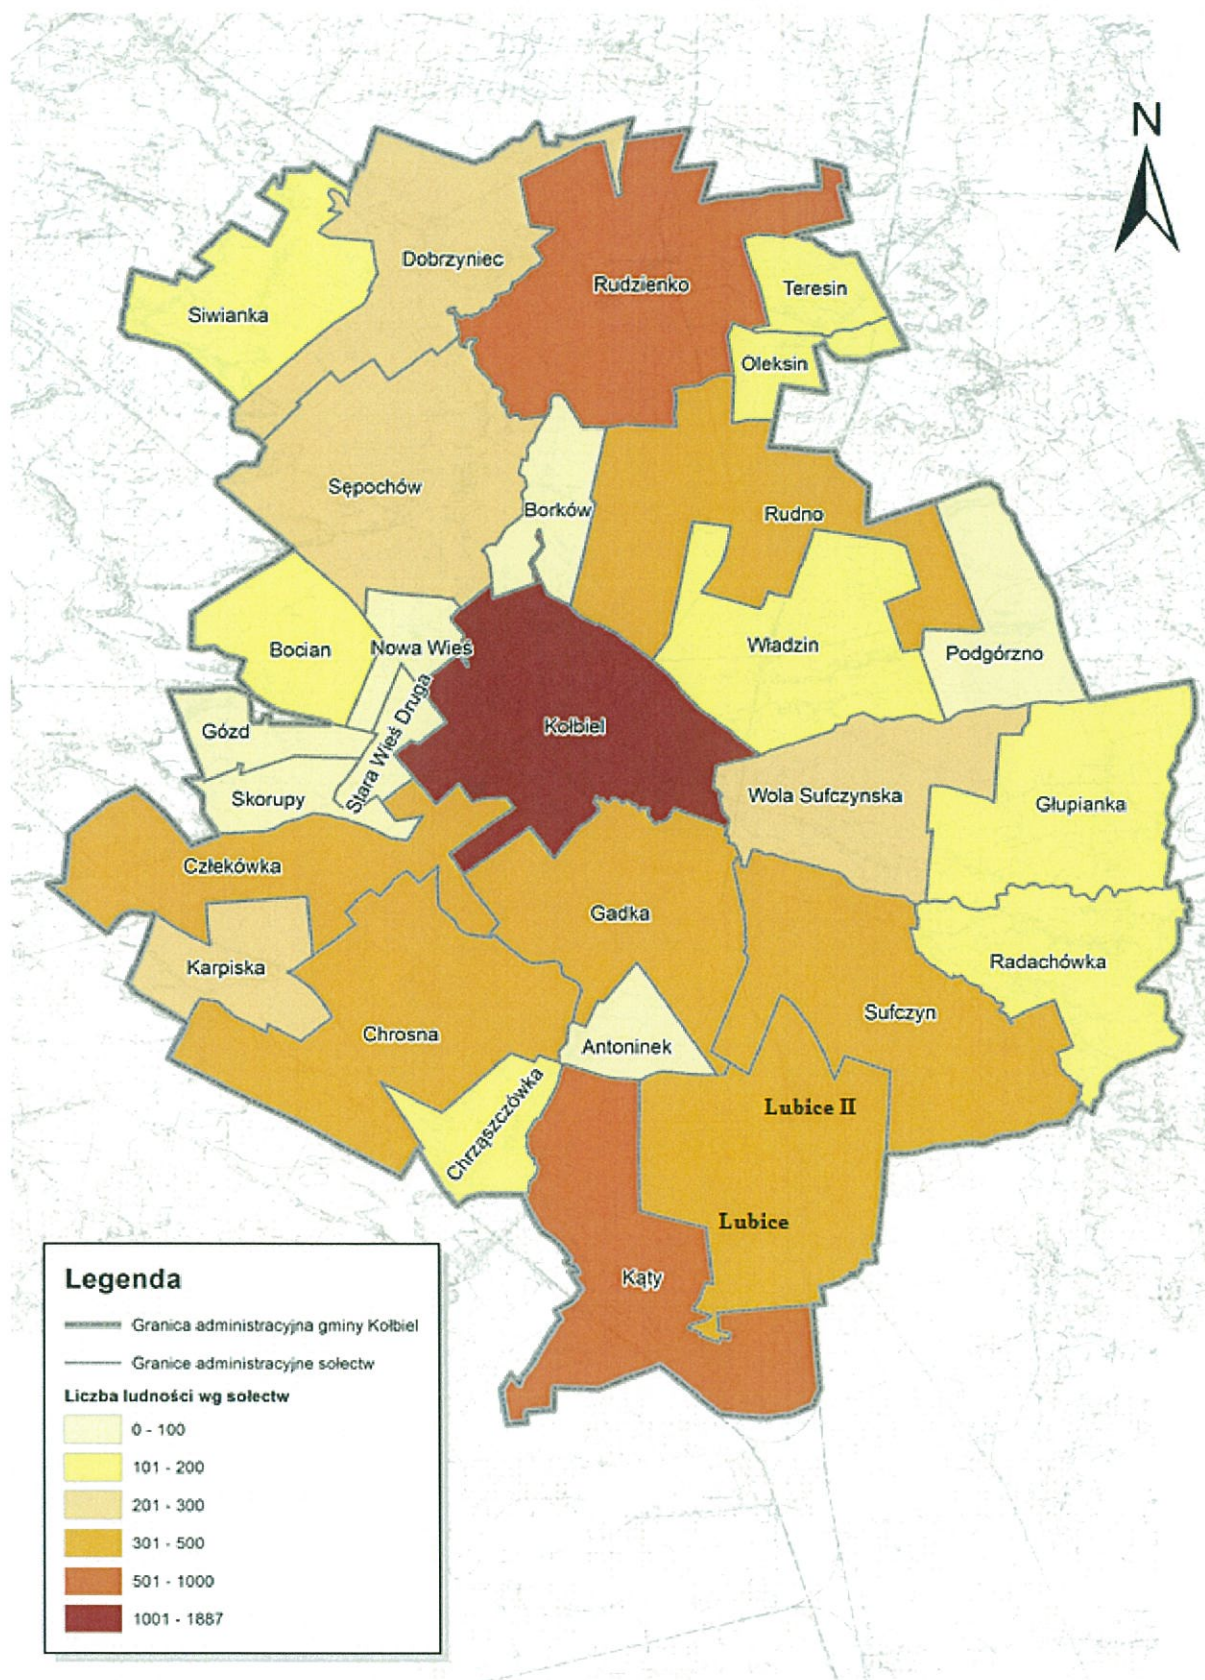 N
Dobrzyniec
Rudzienko
Teresin
Siwianka
Oleksin
Sępochów
Borków
Rudno
Bocian
Nowa Wieś
Władzin
Podgórzno
Stara Wieś Druga
Gózd
Kołbiel
Skorupy
Wola Sufczynska
Głupianka
Człekówka
Gadka
Karpiska
Radachówka
Chrosna
Sufczyn
Antoninek
Chrząszczówka
Lubice II
Lubice
Kąty
Legenda
Granica administracyjna gminy Kołbiel
Granice administracyjne sołectw
Liczba ludności wg sołectw
0 - 100
101 - 200
201 - 300
301 - 500
501 - 1000
1001 - 1887